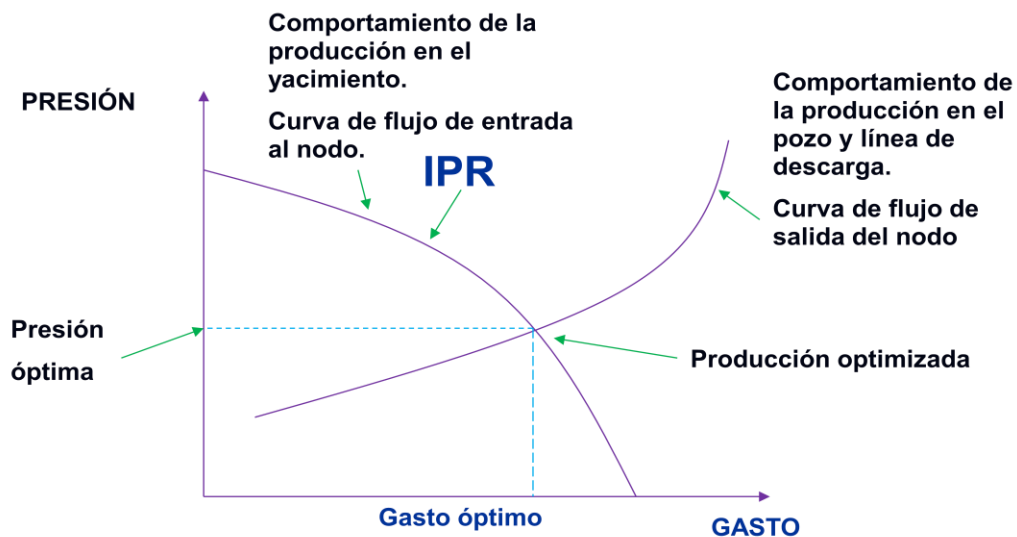 Comportamiento de la
producción en el
yacimiento.
Curva de flujo de entrada
al nodo.
IPR
PRESIÓN
Comportamiento de
la producción en el
pozo y línea de
descarga.
Curva de flujo de
salida del nodo
Presión
óptima
Producción optimizada
Gasto óptimo
GASTO